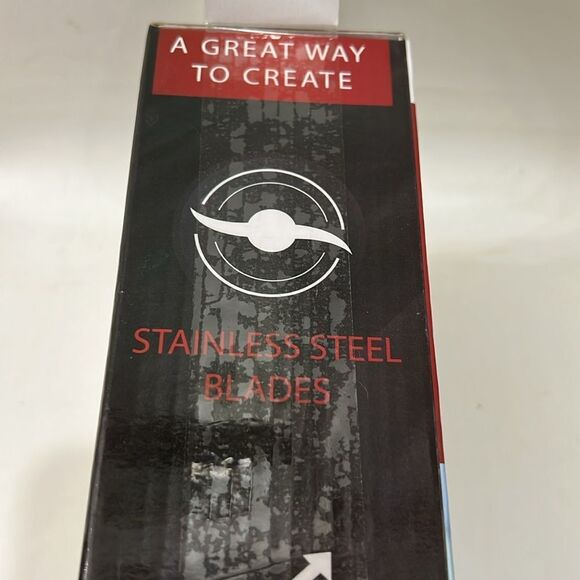 A GREAT WAY
TO CREATE
STAINLESS STEEL
BLADES